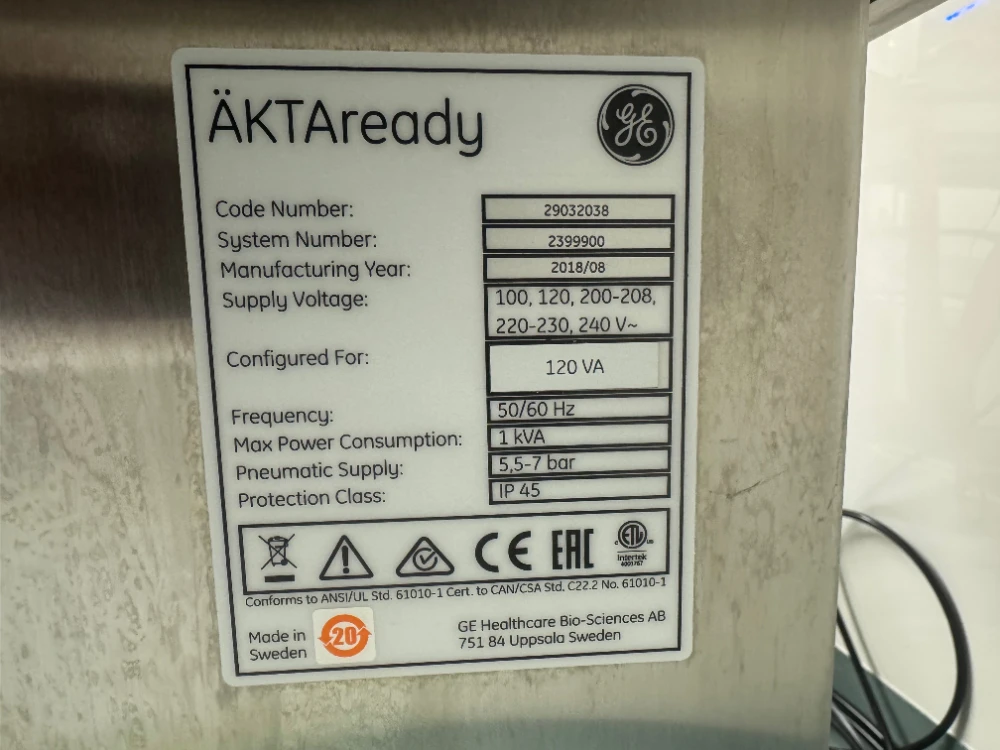 ÄKTAready
GE
Code Number: 29032038
System Number: 2399900
Manufacturing Year: 2018/08
Supply Voltage: 100, 120, 200-208,
220-230, 240 V~
Configured For: 120 VA
Frequency: 50/60 Hz
Max Power Consumption: 1 kVA
Pneumatic Supply: 5,5-7 bar
Protection Class: IP 45
CE EAC ETL
Intertek
4001767
Conforms to ANSI/UL Std. 61010-1 Cert. to CAN/CSA Std. C22.2 No. 61010-1
Made in
Sweden
20
GE Healthcare Bio-Sciences AB
751 84 Uppsala Sweden